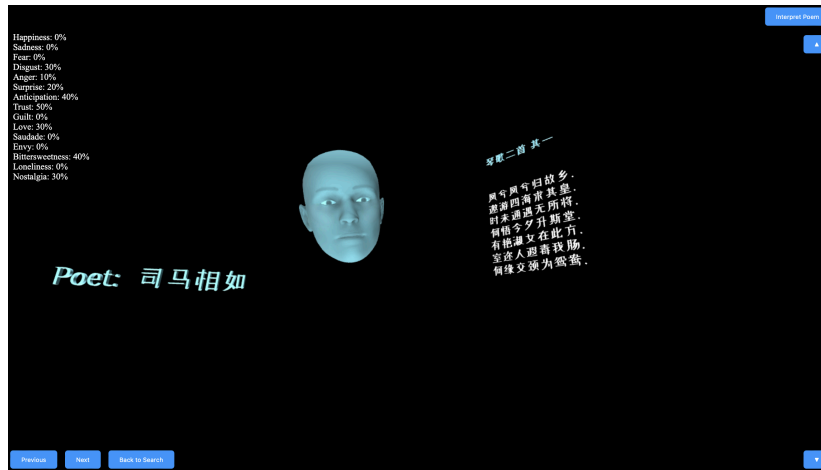 Interpret Poem
▲
Happiness: 0%
Sadness: 0%
Fear: 0%
Disgust: 30%
Anger: 10%
Surprise: 20%
Anticipation: 40%
Trust: 50%
Guilt: 0%
Love: 30%
Saudade: 0%
Envy: 0%
Bittersweetness: 40%
Loneliness: 0%
Nostalgia: 30%
Poet: 司马相如
琴歌二首 其一
凤兮凤兮归故乡.
遨游四海求其皇.
时未通遇无所将.
何悟今夕升斯堂.
有艳淑女在此方.
室迩人遐毒我肠.
何缘交颈为鸳鸯.
Previous
Next
Back to Search
▼